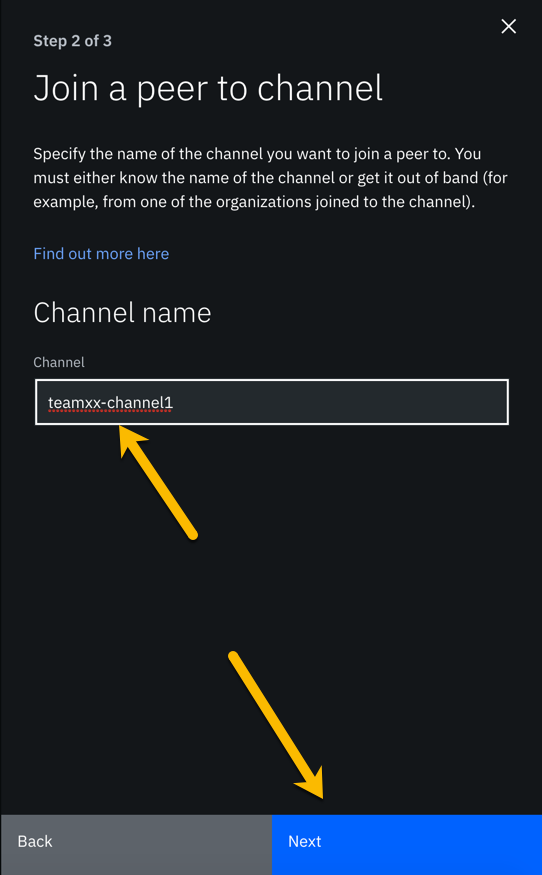 Step 2 of 3
Join a peer to channel
Specify the name of the channel you want to join a peer to. You
must either know the name of the channel or get it out of band (for
example, from one of the organizations joined to the channel).
Find out more here
Channel name
Channel
teamxx-channel1
Back
Next